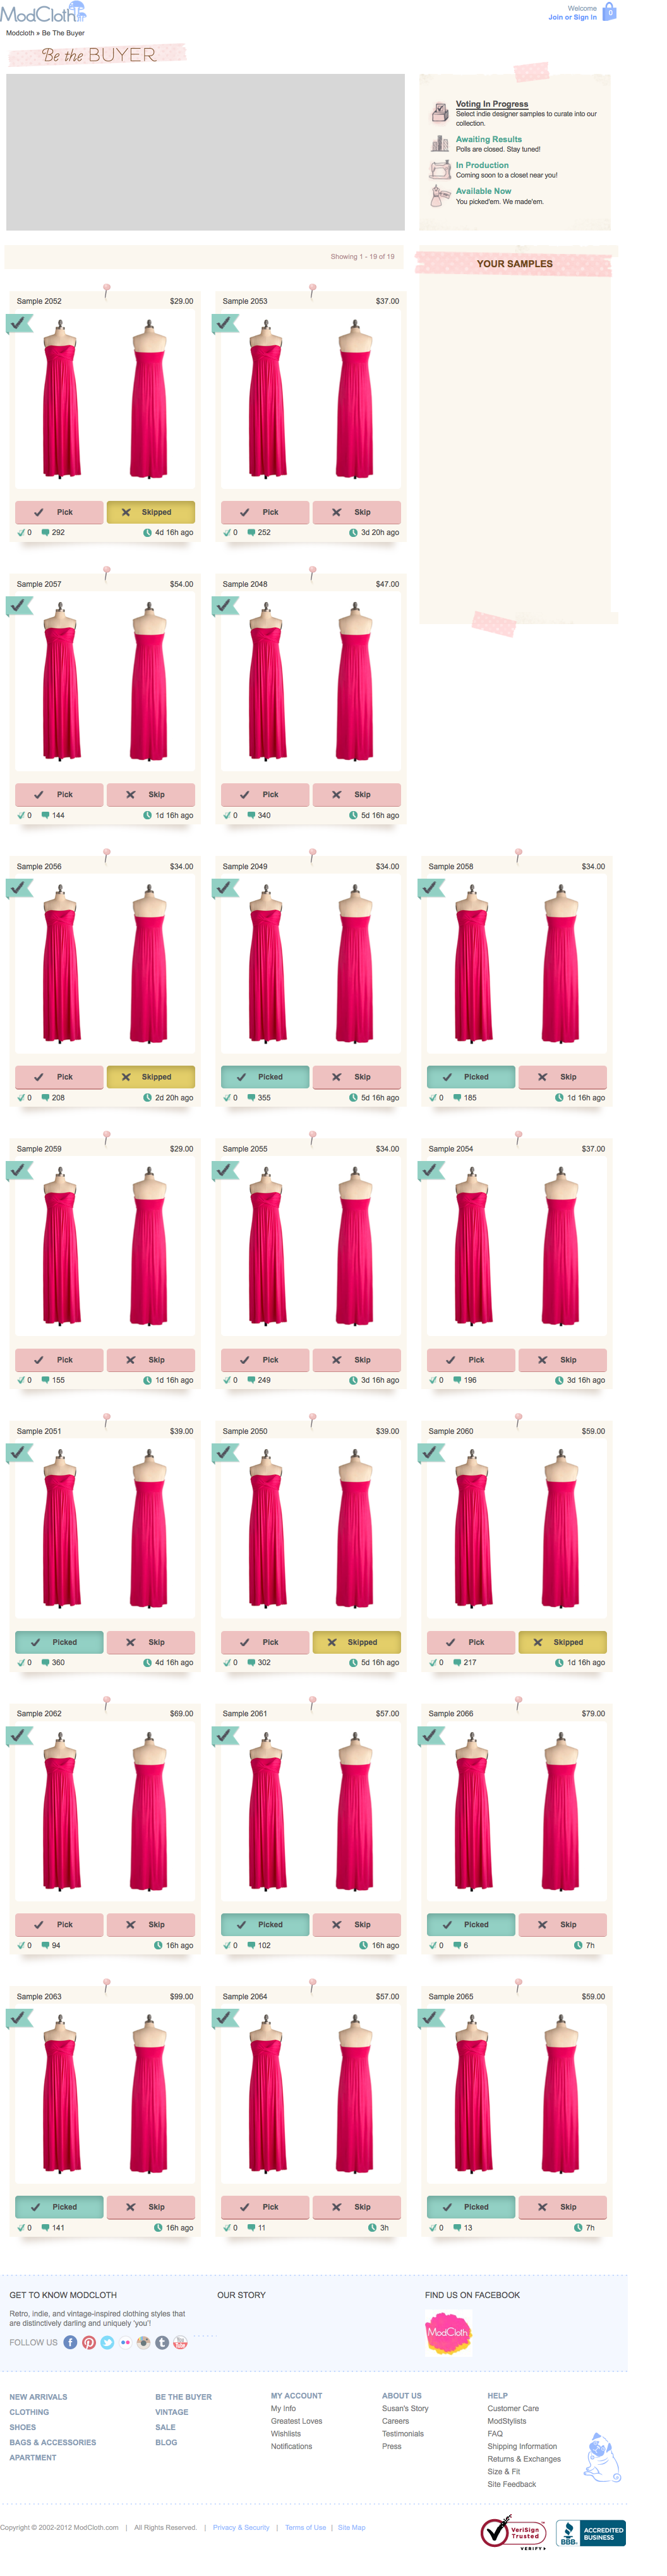 ModCloth
Welcome
Join or Sign In
0
Modcloth » Be The Buyer
Be the BUYER
Voting In Progress
Select indie designer samples to curate into our
collection.
Awaiting Results
Polls are closed. Stay tuned!
In Production
Coming soon to a closet near you!
Available Now
You picked'em. We made'em.
Showing 1 - 19 of 19
YOUR SAMPLES
Sample 2052 $29.00
Pick Skipped
0 292 4d 16h ago
Sample 2053 $37.00
Pick Skip
0 252 3d 20h ago
Sample 2057 $54.00
Pick Skip
0 144 1d 16h ago
Sample 2048 $47.00
Pick Skip
0 340 5d 16h ago
Sample 2056 $34.00
Pick Skipped
0 208 2d 20h ago
Sample 2049 $34.00
Picked Skip
0 355 5d 16h ago
Sample 2058 $34.00
Picked Skip
0 185 1d 16h ago
Sample 2059 $29.00
Pick Skip
0 155 1d 16h ago
Sample 2055 $34.00
Pick Skip
0 249 3d 16h ago
Sample 2054 $37.00
Pick Skip
0 196 3d 16h ago
Sample 2051 $39.00
Picked Skip
0 360 4d 16h ago
Sample 2050 $39.00
Pick Skipped
0 302 5d 16h ago
Sample 2060 $59.00
Pick Skipped
0 217 1d 16h ago
Sample 2062 $69.00
Pick Skip
0 94 16h ago
Sample 2061 $57.00
Picked Skip
0 102 16h ago
Sample 2066 $79.00
Picked Skip
0 6 7h
Sample 2063 $99.00
Picked Skip
0 141 16h ago
Sample 2064 $57.00
Pick Skip
0 11 3h
Sample 2065 $59.00
Picked Skip
0 13 7h
GET TO KNOW MODCLOTH
Retro, indie, and vintage-inspired clothing styles that
are distinctively darling and uniquely 'you'!
FOLLOW US
OUR STORY
FIND US ON FACEBOOK
ModCloth
NEW ARRIVALS
CLOTHING
SHOES
BAGS & ACCESSORIES
APARTMENT
BE THE BUYER
VINTAGE
SALE
BLOG
MY ACCOUNT
My Info
Greatest Loves
Wishlists
Notifications
ABOUT US
Susan's Story
Careers
Testimonials
Press
HELP
Customer Care
ModStylists
FAQ
Shipping Information
Returns & Exchanges
Size & Fit
Site Feedback
Copyright © 2002-2012 ModCloth.com | All Rights Reserved. | Privacy & Security | Terms of Use | Site Map
VeriSign
Trusted
VERIFY
BBB
ACCREDITED
BUSINESS